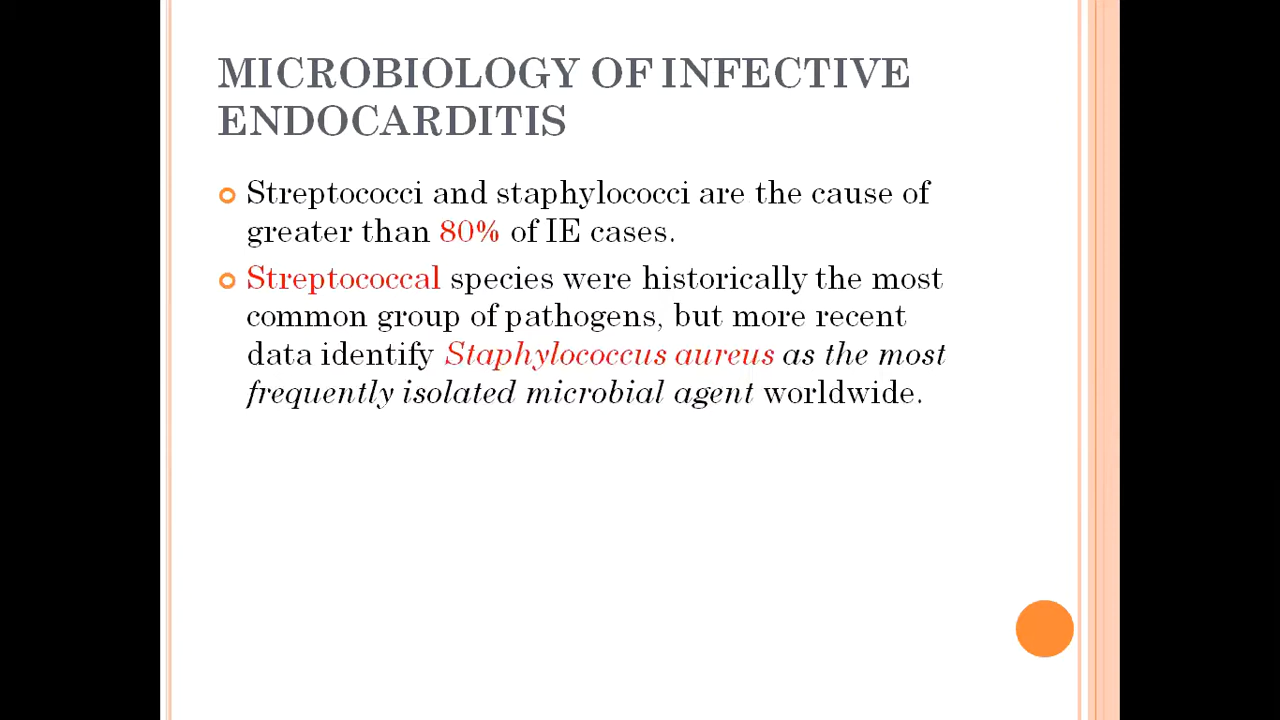 MICROBIOLOGY OF INFECTIVE
ENDOCARDITIS
Streptococci and staphylococci are the cause of
greater than 80% of IE cases.
Streptococcal species were historically the most
common group of pathogens, but more recent
data identify Staphylococcus aureus as the most
frequently isolated microbial agent worldwide.